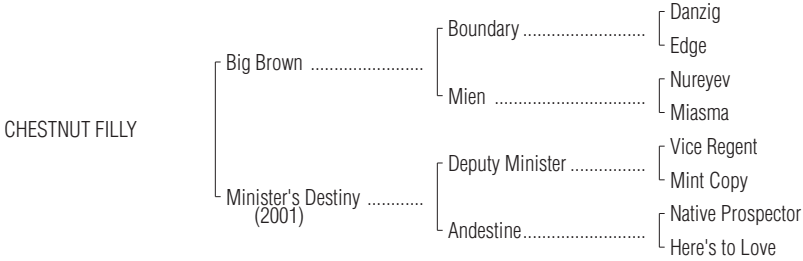 Danzig
Boundary ............................
Edge
Big Brown ..........................
Nureyev
Mien ..................................
Miasma
CHESTNUT FILLY
Vice Regent
Deputy Minister .................
Mint Copy
Minister's Destiny .............
(2001)
Native Prospector
Andestine............................
Here's to Love